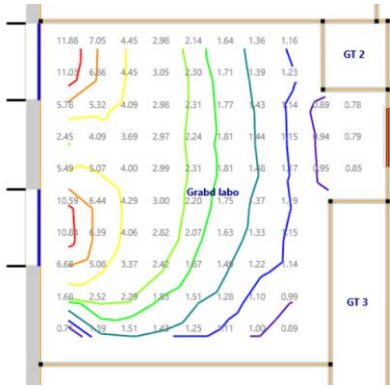 11.88 7.05 4.45 2.98 2.14 1.64 1.36 1.16
GT 2
11.03 6.86 4.45 3.05 2.30 1.71 1.39 1.23
5.78 5.32 4.09 2.98 2.31 1.77 1.43 1.14 0.89 0.78
2.45 4.09 3.69 2.97 2.24 1.81 1.44 1.15 0.94 0.79
5.49 5.07 4.00 2.99 2.31 1.81 1.48 1.17 0.95 0.85
Grabd labo
10.59 6.44 4.29 3.00 2.20 1.75 1.37 1.19
10.84 6.39 4.06 2.82 2.07 1.63 1.33 1.15
6.68 5.08 3.37 2.42 1.87 1.49 1.22 1.14
1.68 2.52 2.29 1.85 1.51 1.28 1.10 0.99
GT 3
1.39 1.51 1.43 1.25 1.11 1.00 0.89